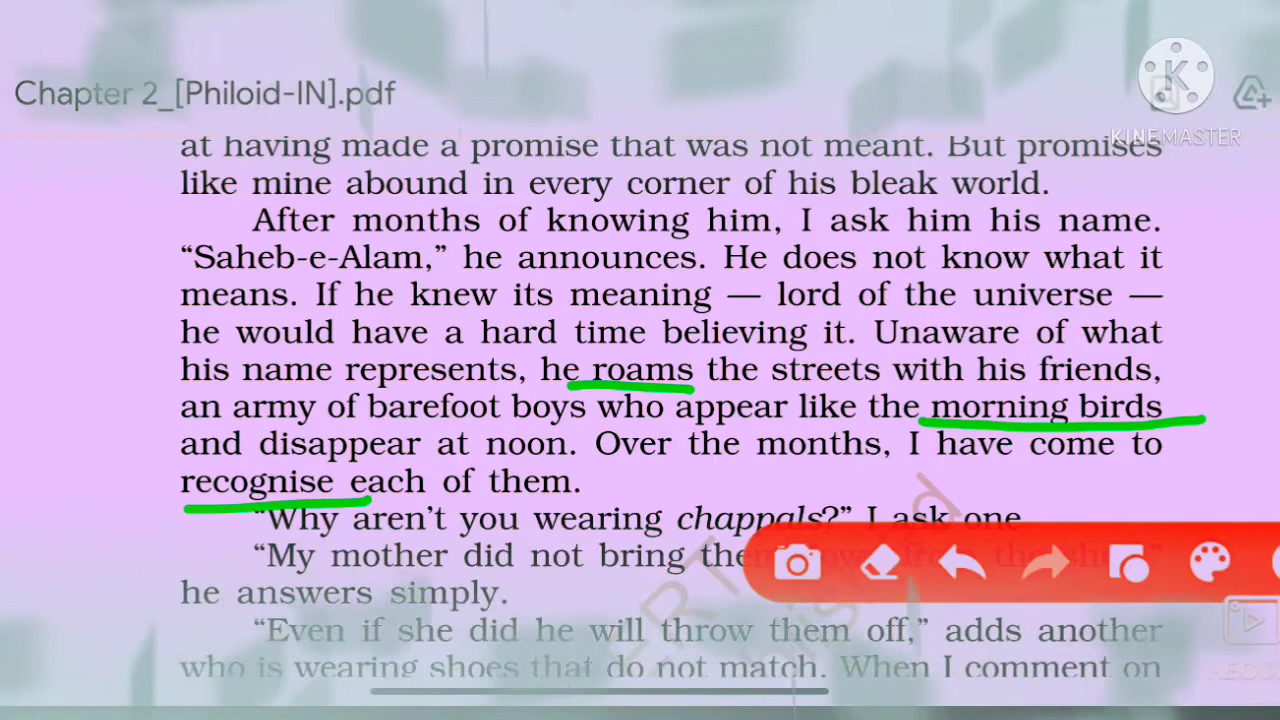 Chapter 2_[Philoid-IN].pdf
KINEMASTER
at having made a promise that was not meant. But promises
like mine abound in every corner of his bleak world.
After months of knowing him, I ask him his name.
“Saheb-e-Alam,” he announces. He does not know what it
means. If he knew its meaning — lord of the universe —
he would have a hard time believing it. Unaware of what
his name represents, he roams the streets with his friends,
an army of barefoot boys who appear like the morning birds
and disappear at noon. Over the months, I have come to
recognise each of them.
“Why aren’t you wearing chappals?” I ask one.
“My mother did not bring
he answers simply.
“Even if she did he will throw them off,” adds another
who is wearing shoes that do not match. When I comment on